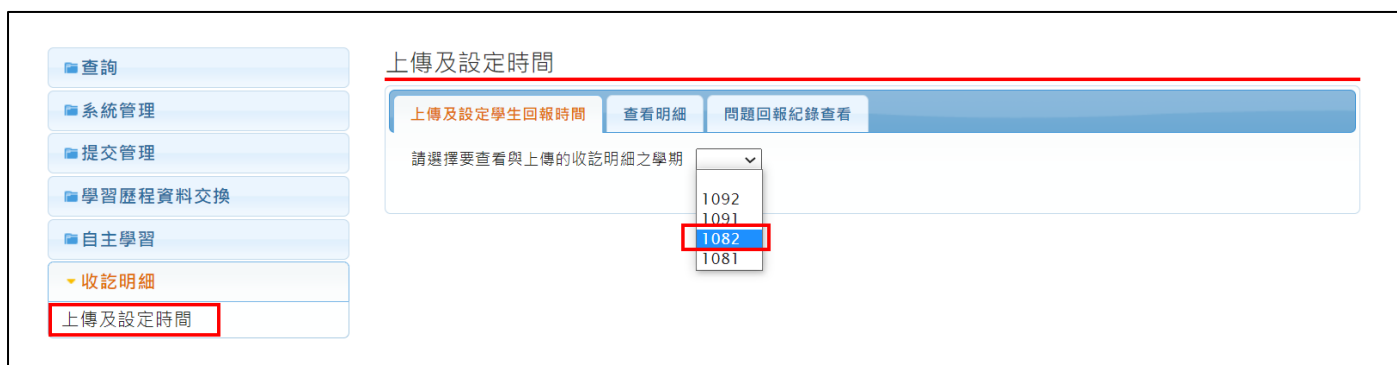 查詢
系統管理
提交管理
學習歷程資料交換
自主學習
收訖明細
上傳及設定時間
上傳及設定時間
上傳及設定學生回報時間 查看明細 問題回報紀錄查看
請選擇要查看與上傳的收訖明細之學期
1092
1091
1082
1081